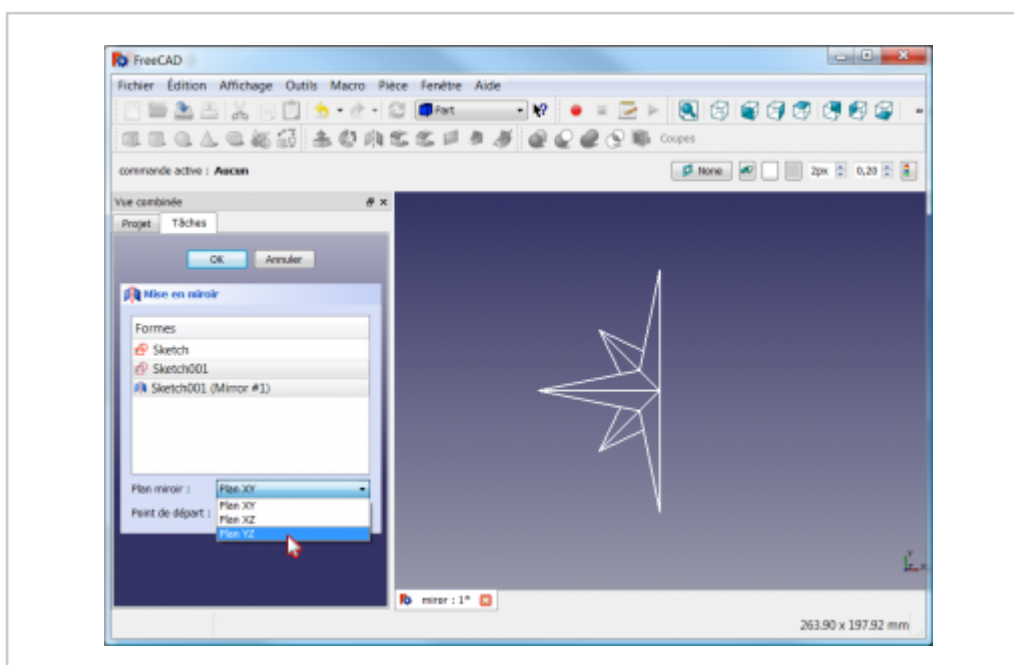 FreeCAD
Fichier Édition Affichage Outils Macro Pièce Fenêtre Aide
Part
Coupes
commande active : Aucun
None 2px 0,20
Vue combinée
Projet Tâches
OK Annuler
Mise en miroir
Formes
Sketch
Sketch001
Sketch001 (Mirror #1)
Plan miroir : Plan XY
Plan XY
Point de départ :
Plan XZ
Plan YZ
Y
Z X
miror : 1*
263.90 x 197.92 mm